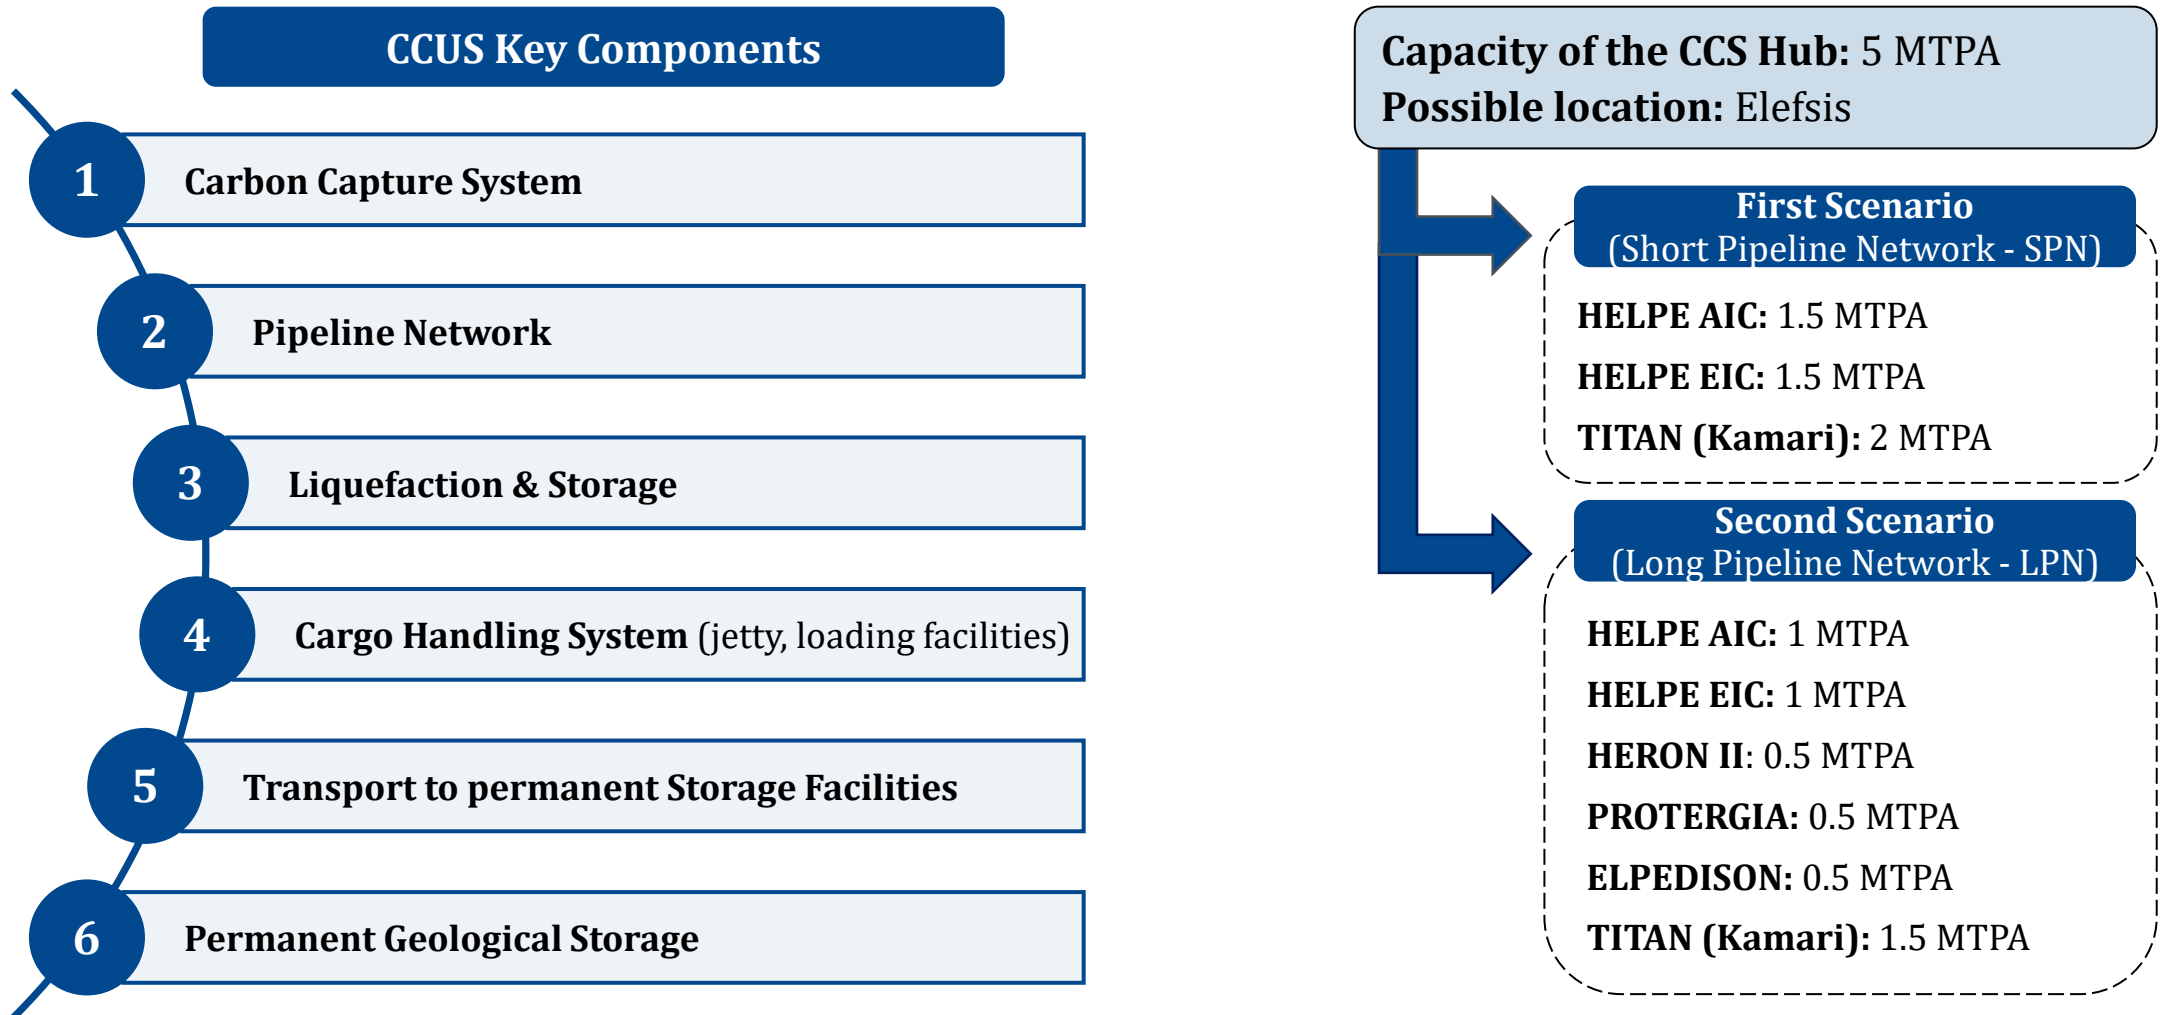 CCUS Key Components
1
Carbon Capture System
2
Pipeline Network
3
Liquefaction & Storage
4
Cargo Handling System (jetty, loading facilities)
5
Transport to permanent Storage Facilities
6
Permanent Geological Storage
Capacity of the CCS Hub: 5 MTPA
Possible location: Elefsis
First Scenario
(Short Pipeline Network - SPN)
HELPE AIC: 1.5 MTPA
HELPE EIC: 1.5 MTPA
TITAN (Kamari): 2 MTPA
Second Scenario
(Long Pipeline Network - LPN)
HELPE AIC: 1 MTPA
HELPE EIC: 1 MTPA
HERON II: 0.5 MTPA
PROTERGIA: 0.5 MTPA
ELPEDISON: 0.5 MTPA
TITAN (Kamari): 1.5 MTPA